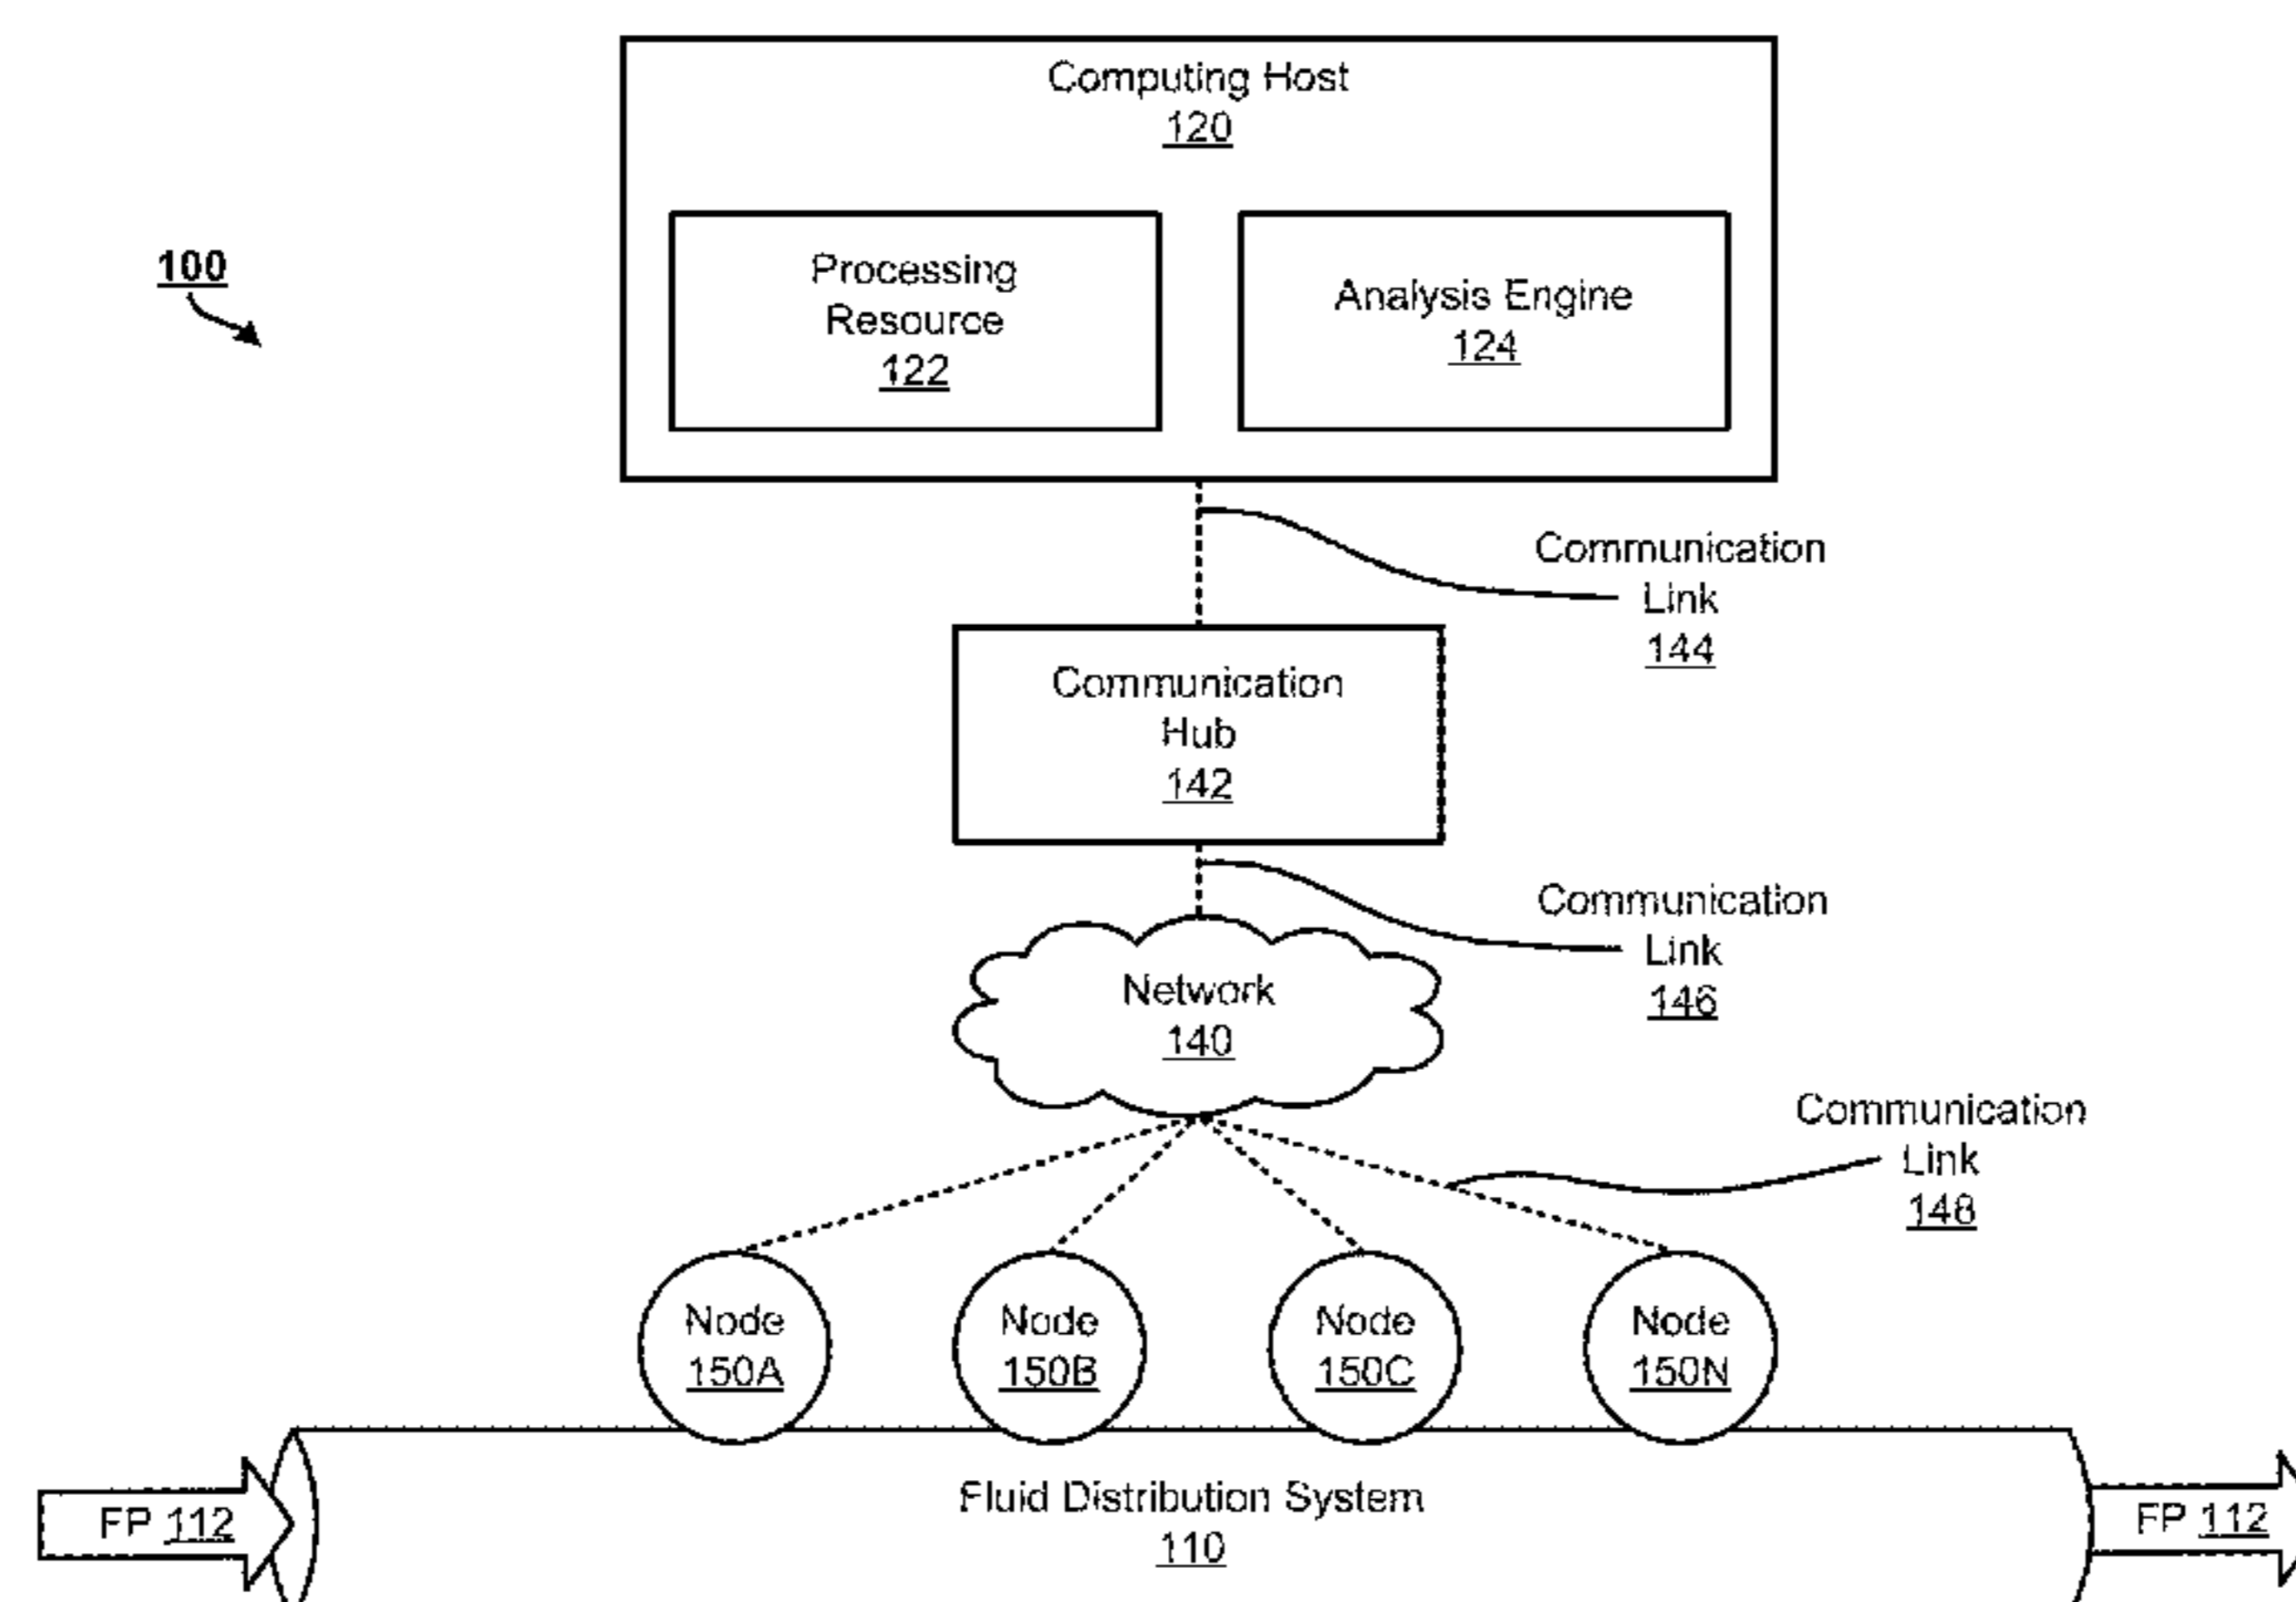 Computing Host
120
100
Processing
Resource
122
Analysis Engine
124
Communication
Link
144
Communication
Hub
142
Communication
Link
146
Network
140
Communication
Link
148
Node
150A
Node
150B
Node
150C
Node
150N
Fluid Distribution System
110
FP 112
FP 112